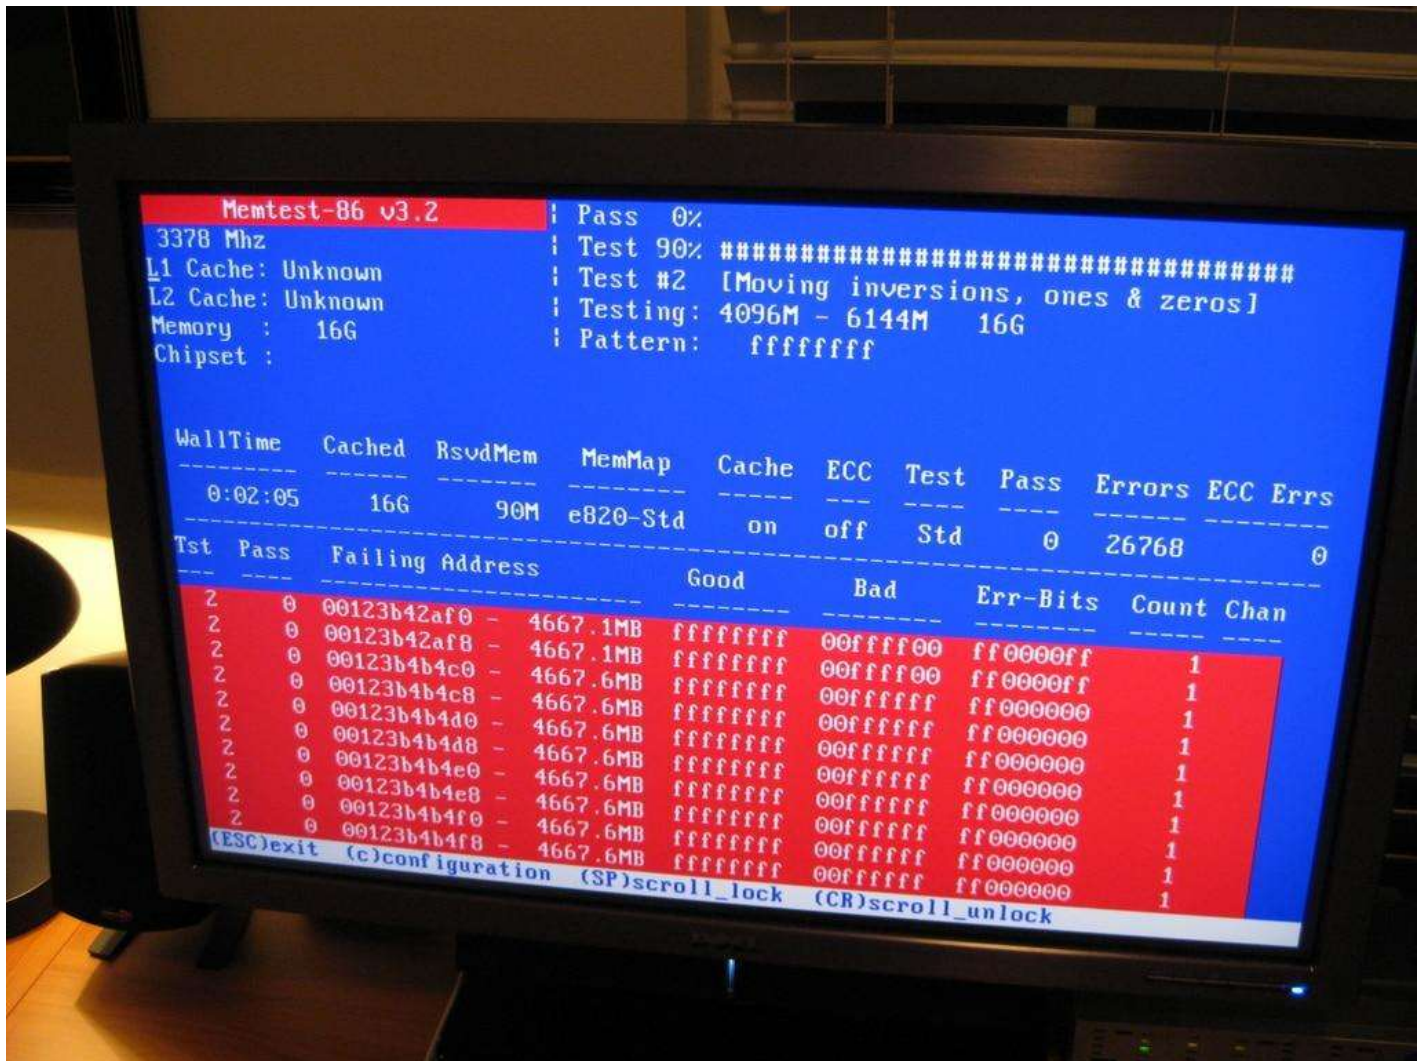 Memtest-86 v3.2 | Pass 0%
3378 Mhz | Test 90% ####################################
L1 Cache: Unknown | Test #2 [Moving inversions, ones & zeros]
L2 Cache: Unknown | Testing: 4096M - 6144M 16G
Memory : 16G | Pattern: ffffffff
Chipset :
WallTime Cached RsvdMem MemMap Cache ECC Test Pass Errors ECC Errs
--------- ------ ------- -------- ----- --- ---- ---- ------ --------
0:02:05 16G 90M e820-Std on off Std 0 26768 0
Tst Pass Failing Address Good Bad Err-Bits Count Chan
--- ---- ---------------------- -------- -------- -------- ----- ----
2 0 00123b42af0 - 4667.1MB ffffffff 00ffff00 ff0000ff 1
2 0 00123b42af8 - 4667.1MB ffffffff 00ffff00 ff0000ff 1
2 0 00123b4b4c0 - 4667.6MB ffffffff 00ffffff ff000000 1
2 0 00123b4b4c8 - 4667.6MB ffffffff 00ffffff ff000000 1
2 0 00123b4b4d0 - 4667.6MB ffffffff 00ffffff ff000000 1
2 0 00123b4b4d8 - 4667.6MB ffffffff 00ffffff ff000000 1
2 0 00123b4b4e0 - 4667.6MB ffffffff 00ffffff ff000000 1
2 0 00123b4b4e8 - 4667.6MB ffffffff 00ffffff ff000000 1
2 0 00123b4b4f0 - 4667.6MB ffffffff 00ffffff ff000000 1
2 0 00123b4b4f8 - 4667.6MB ffffffff 00ffffff ff000000 1
(ESC)exit (c)configuration (SP)scroll_lock (CR)scroll_unlock
DELL